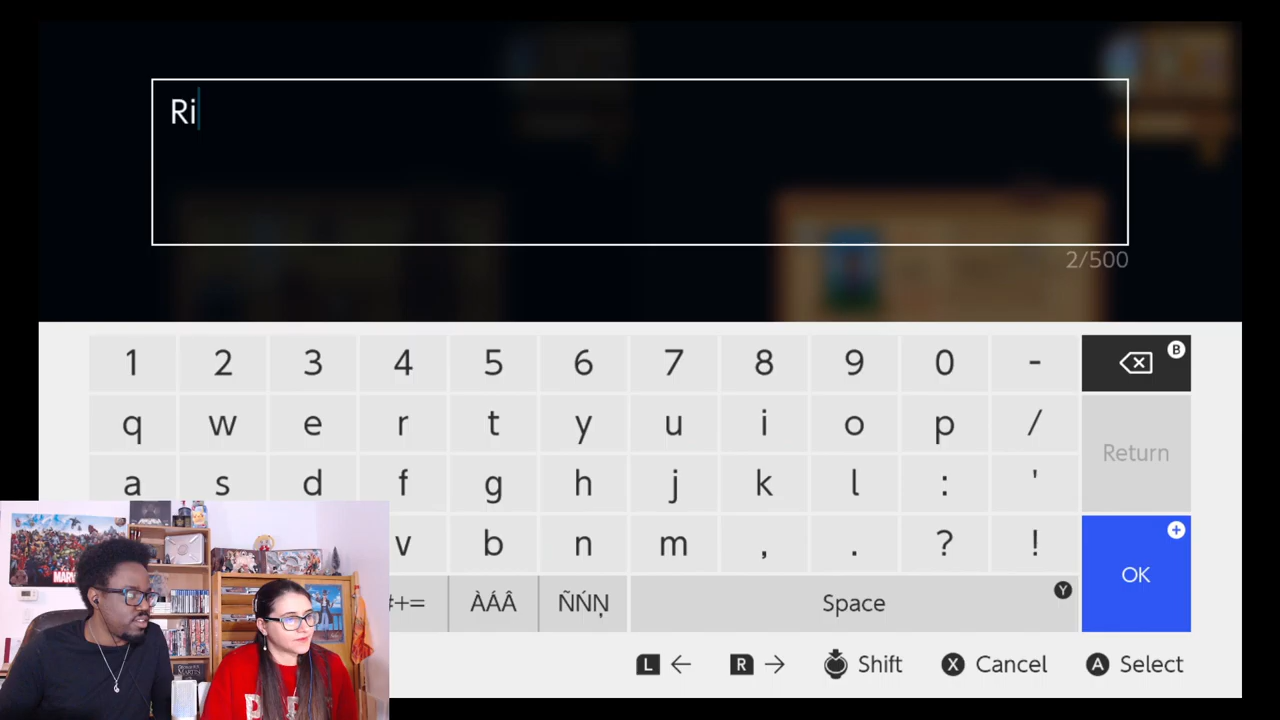 Ri
2/500
1 2 3 4 5 6 7 8 9 0 - B
q w e r t y u i o p / Return
a s d f g h j k l : '
v b n m , . ? ! + OK
#+= ÀÁÂ ÑŃŅ Space Y
L ← R → Shift X Cancel A Select
MARVEL